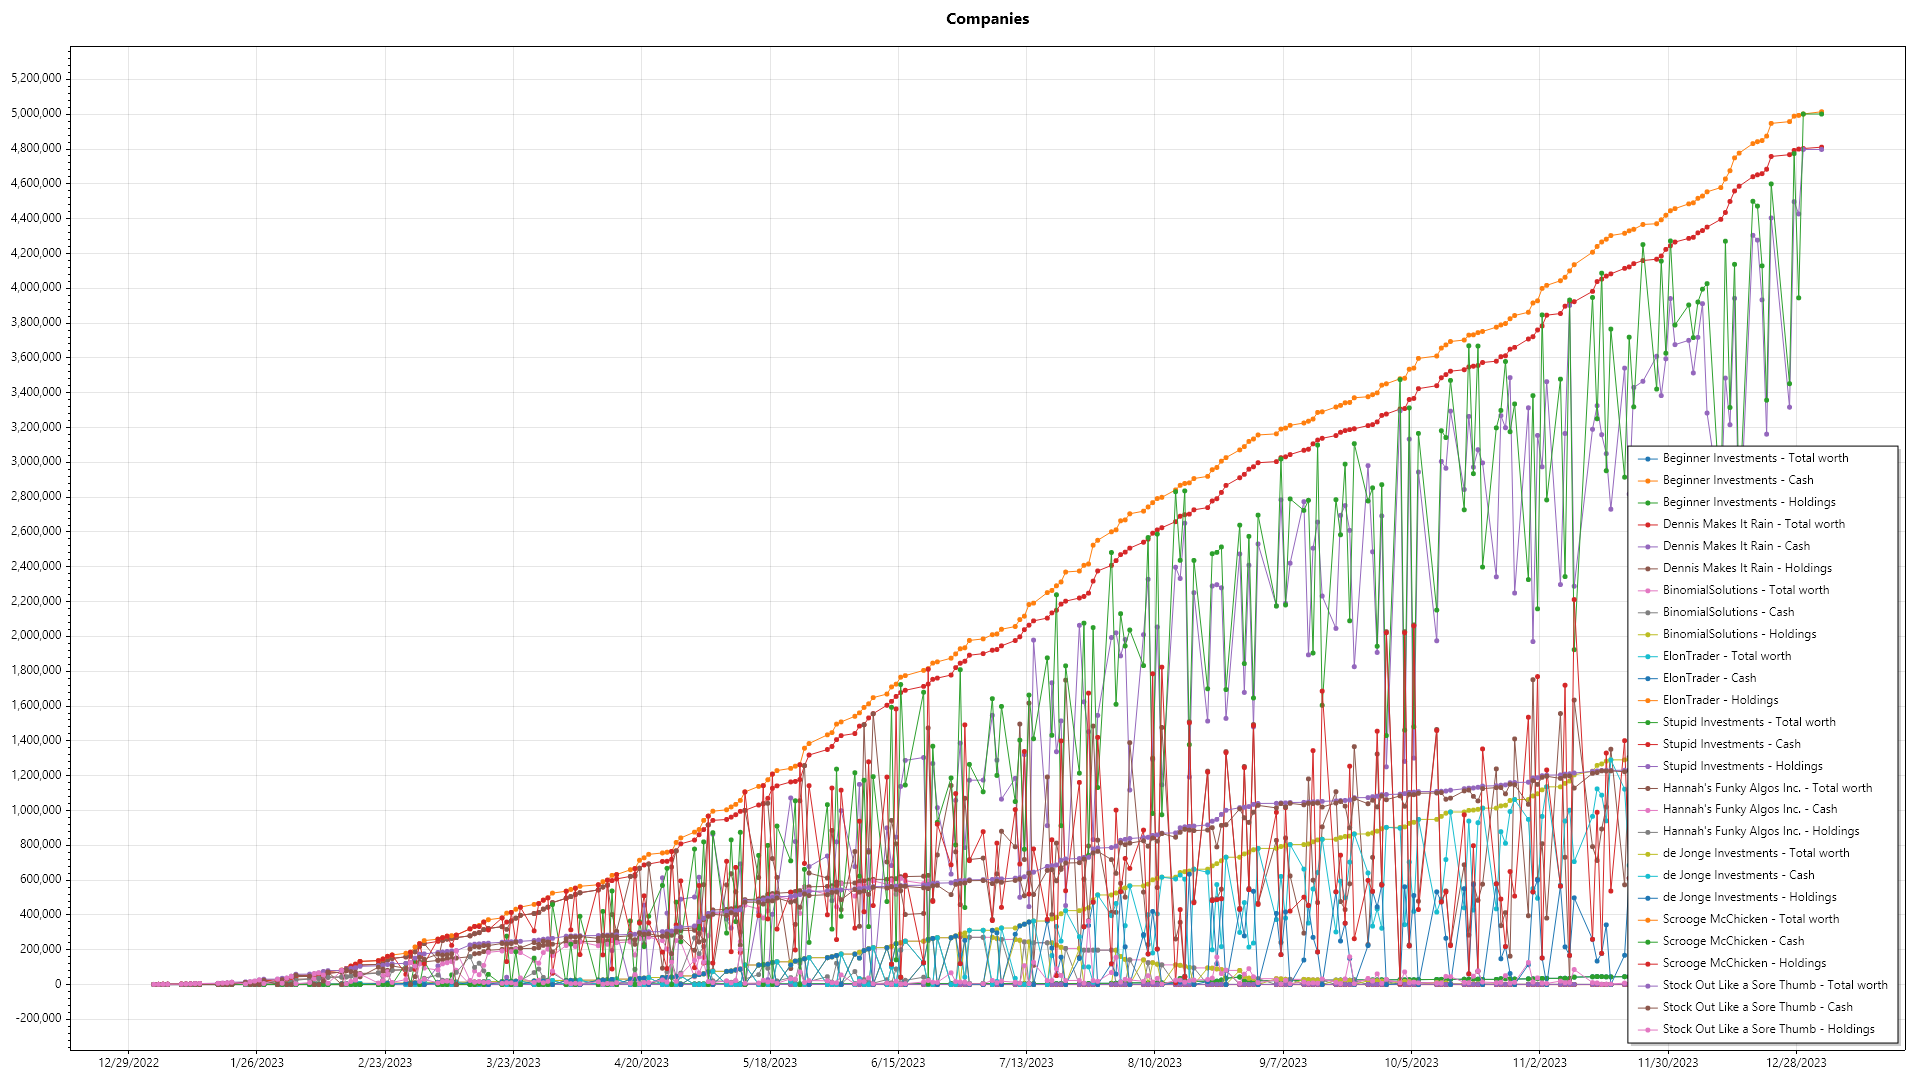 Companies
5,200,000
5,000,000
4,800,000
4,600,000
4,400,000
4,200,000
4,000,000
3,800,000
3,600,000
3,400,000
3,200,000
3,000,000
2,800,000
2,600,000
2,400,000
2,200,000
2,000,000
1,800,000
1,600,000
1,400,000
1,200,000
1,000,000
800,000
600,000
400,000
200,000
0
-200,000
12/29/2022 1/26/2023 2/23/2023 3/23/2023 4/20/2023 5/18/2023 6/15/2023 7/13/2023 8/10/2023 9/7/2023 10/5/2023 11/2/2023 11/30/2023 12/28/2023
Beginner Investments - Total worth
Beginner Investments - Cash
Beginner Investments - Holdings
Dennis Makes It Rain - Total worth
Dennis Makes It Rain - Cash
Dennis Makes It Rain - Holdings
BinomialSolutions - Total worth
BinomialSolutions - Cash
BinomialSolutions - Holdings
ElonTrader - Total worth
ElonTrader - Cash
ElonTrader - Holdings
Stupid Investments - Total worth
Stupid Investments - Cash
Stupid Investments - Holdings
Hannah's Funky Algos Inc. - Total worth
Hannah's Funky Algos Inc. - Cash
Hannah's Funky Algos Inc. - Holdings
de Jonge Investments - Total worth
de Jonge Investments - Cash
de Jonge Investments - Holdings
Scrooge McChicken - Total worth
Scrooge McChicken - Cash
Scrooge McChicken - Holdings
Stock Out Like a Sore Thumb - Total worth
Stock Out Like a Sore Thumb - Cash
Stock Out Like a Sore Thumb - Holdings